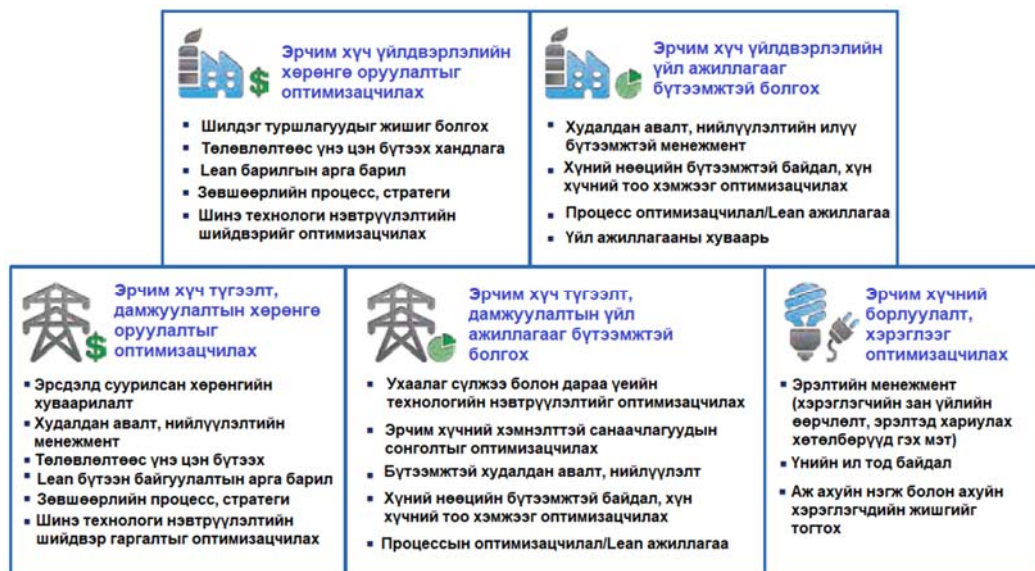 Эрчим хүч үйлдвэрлэлийн
хөрөнгө оруулалтыг
оптимизацчилах
▪ Шилдэг туршлагуудыг жишиг болгох
▪ Төлөвлөлтөөс үнэ цэн бүтээх хандлага
▪ Lean барилгын арга барил
▪ Зөвшөөрлийн процесс, стратеги
▪ Шинэ технологи нэвтрүүлэлтийн
шийдвэрийг оптимизацчилах
Эрчим хүч үйлдвэрлэлийн
үйл ажиллагааг
бүтээмжтэй болгох
▪ Худалдан авалт, нийлүүлэлтийн илүү
бүтээмжтэй менежмент
▪ Хүний нөөцийн бүтээмжтэй байдал, хүн
хүчний тоо хэмжээг оптимизацчилах
▪ Процесс оптимизацчилал/Lean ажиллагаа
▪ Үйл ажиллагааны хуваарь
Эрчим хүч түгээлт,
дамжуулалтын хөрөнгө
оруулалтыг
оптимизацчилах
$
▪ Эрсдэлд суурилсан хөрөнгийн
хуваарилалт
▪ Худалдан авалт, нийлүүлэлтийн
менежмент
▪ Төлөвлөлтөөс үнэ цэн бүтээх
▪ Lean бүтээн байгуулалтын арга барил
▪ Зөвшөөрлийн процесс, стратеги
▪ Шинэ технологи нэвтрүүлэлтийн
шийдвэр гаргалтыг оптимизацчилах
Эрчим хүч түгээлт,
дамжуулалтын үйл
ажиллагааг бүтээмжтэй
болгох
▪ Ухаалаг сүлжээ болон дараа үеийн
технологийн нэвтрүүлэлтийг оптимизацчилах
▪ Эрчим хүчний хэмнэлттэй санаачлагуудын
сонголтыг оптимизацчилах
▪ Бүтээмжтэй худалдан авалт, нийлүүлэлт
▪ Хүний нөөцийн бүтээмжтэй байдал, хүн
хүчний тоо хэмжээг оптимизацчилах
▪ Процессын оптимизацчилал/Lean ажиллагаа
Эрчим хүчний
борлуулалт,
хэрэглээг
оптимизацчилах
▪ Эрэлтийн менежмент
(хэрэглэгчийн зан үйлийн
өөрчлөлт, эрэлтэд хариулах
хөтөлбөрүүд гэх мэт)
▪ Үнийн ил тод байдал
▪ Аж ахуйн нэгж болон ахуйн
хэрэглэгчдийн жишгийг
тогтох